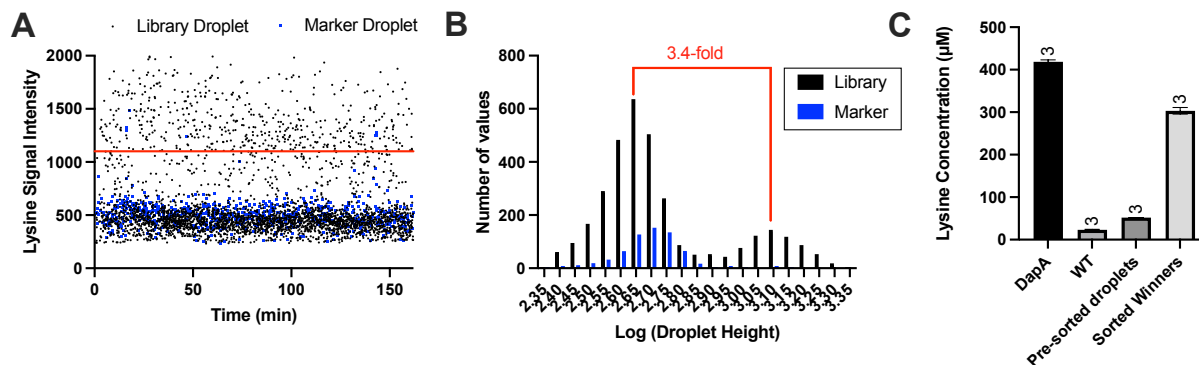 A
Library Droplet
Marker Droplet
Lysine Signal Intensity
2000
1500
1000
500
0
0 50 100 150
Time (min)
B
3.4-fold
Library
Marker
Number of values
800
600
400
200
0
2.35 2.40 2.45 2.50 2.55 2.60 2.65 2.70 2.75 2.80 2.85 2.90 2.95 3.00 3.05 3.10 3.15 3.20 3.25 3.30 3.35
Log (Droplet Height)
C
Lysine Concentration (µM)
500
400
300
200
100
0
3 3 3 3
DapA
WT
Pre-sorted droplets
Sorted Winners